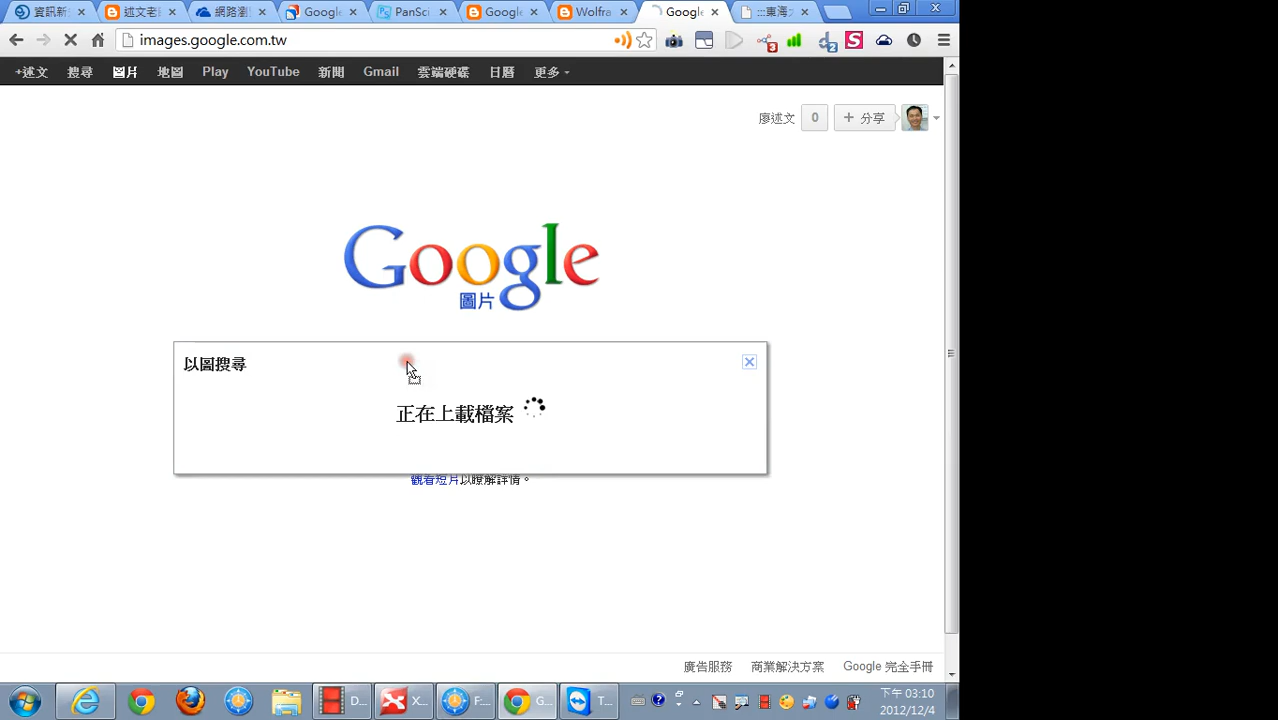 資訊新
述文老
網路瀏
Google
PanSci
Google
Wolfra
Google
:::東海大
images.google.com.tw
3
2
S
+述文 搜尋 圖片 地圖 Play YouTube 新聞 Gmail 雲端硬碟 日曆 更多
廖述文 0 + 分享
Google
圖片
以圖搜尋
正在上載檔案
觀看短片以瞭解詳情。
廣告服務 商業解決方案 Google 完全手冊
D...
X...
F...
G...
T...
下午 03:10
2012/12/4